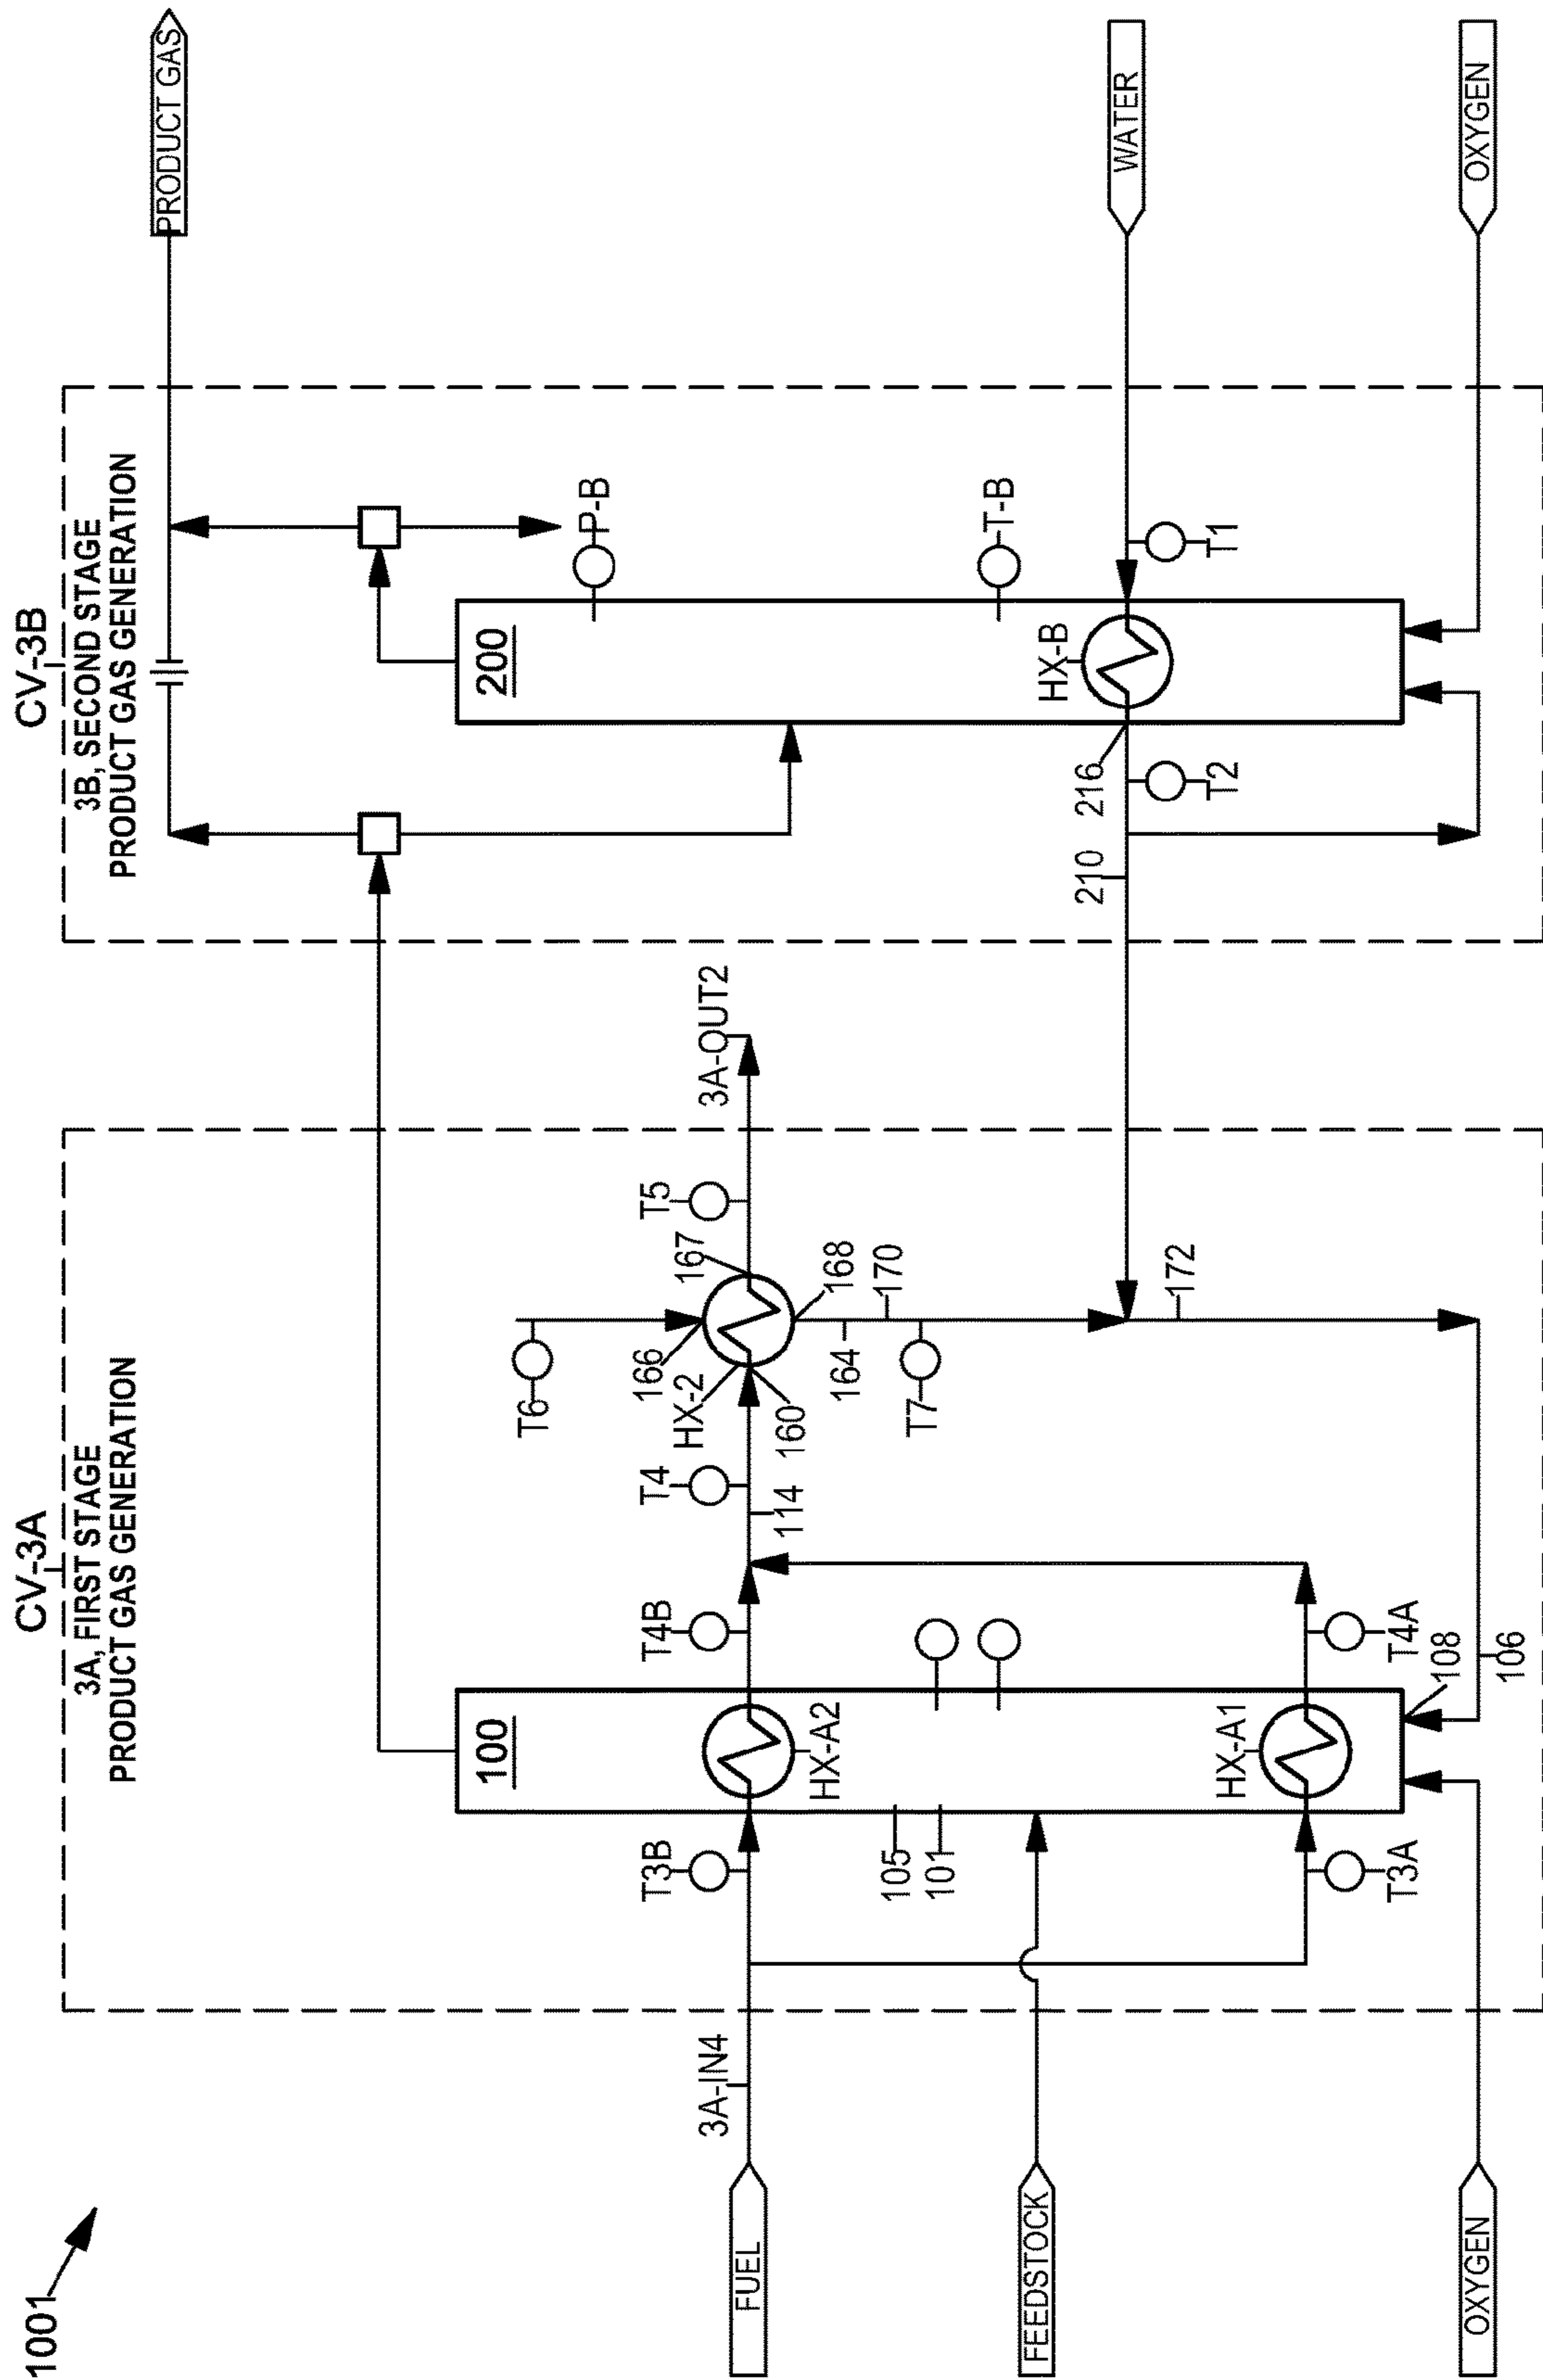 1001
CV-3A
CV-3B
3A, FIRST STAGE
PRODUCT GAS GENERATION
3B, SECOND STAGE
PRODUCT GAS GENERATION
PRODUCT GAS
100
200
T6
P-B
3A-IN4
T3B
T4B
T4
HX-2
166
167
T5
3A-OUT2
FUEL
114
160
HX-A2
168
164
170
105
101
T7
T-B
FEEDSTOCK
HX-B
210
216
WATER
172
HX-A1
T2
T1
T3A
T4A
108
106
OXYGEN
OXYGEN